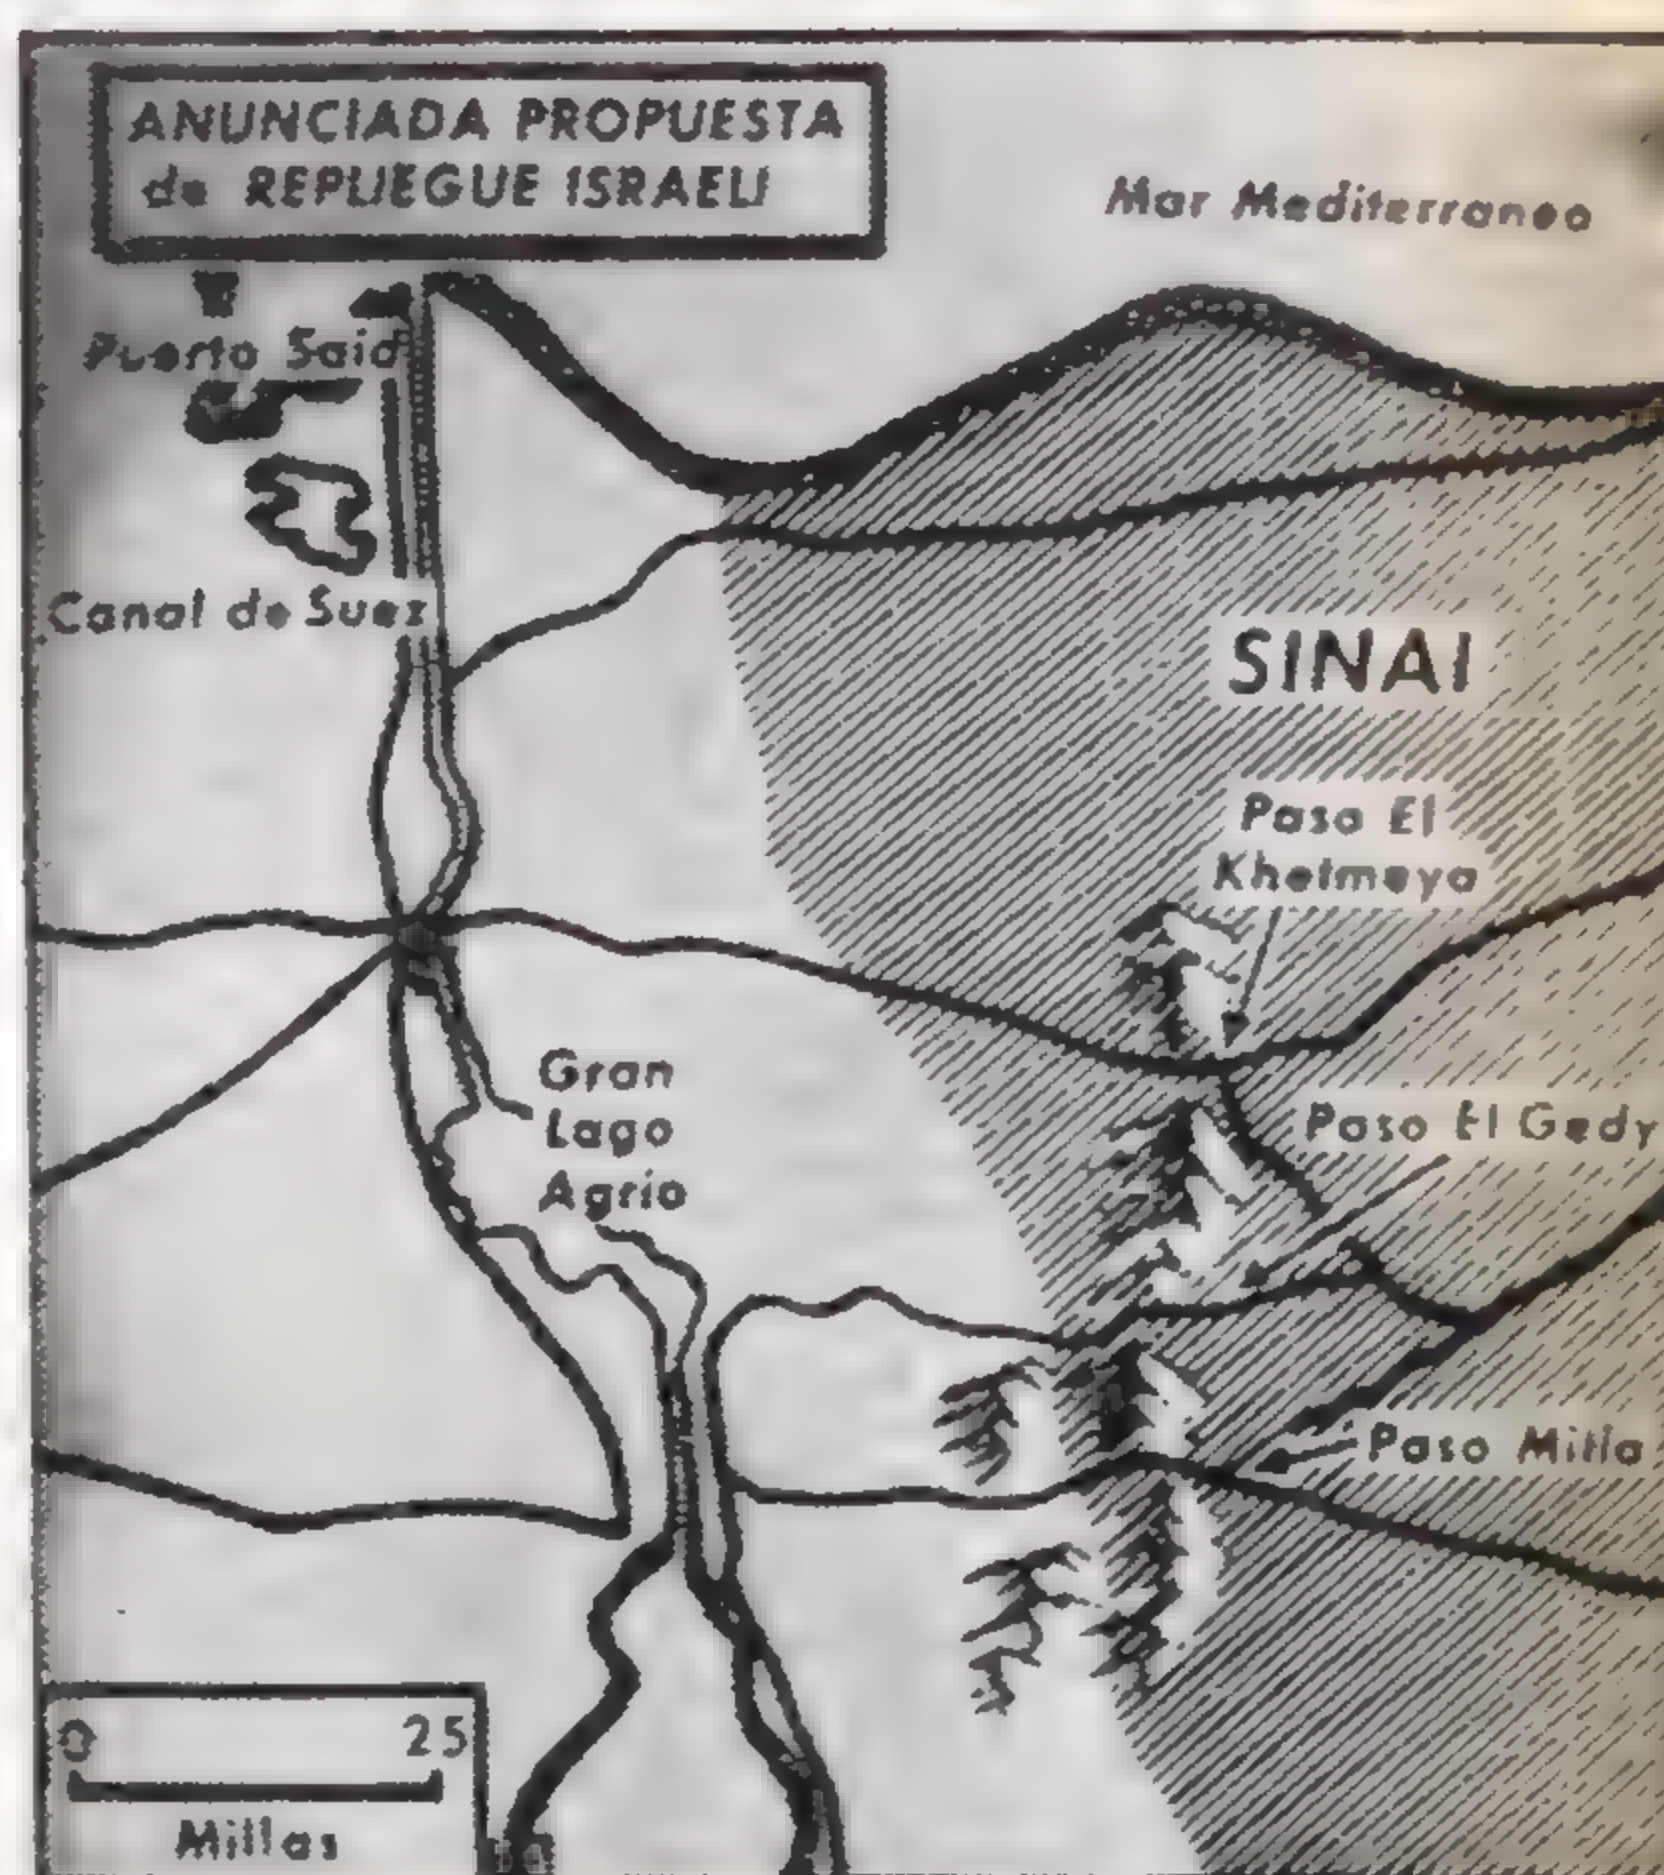 ANUNCIADA PROPUESTA
de REPLIEGUE ISRAELI
Mar Mediterraneo
Puerto Said
Canal de Suez
SINAI
Paso El
Khetmeya
Gran
Lago
Agrio
Paso El Gedy
Paso Mitla
0 25
Millas